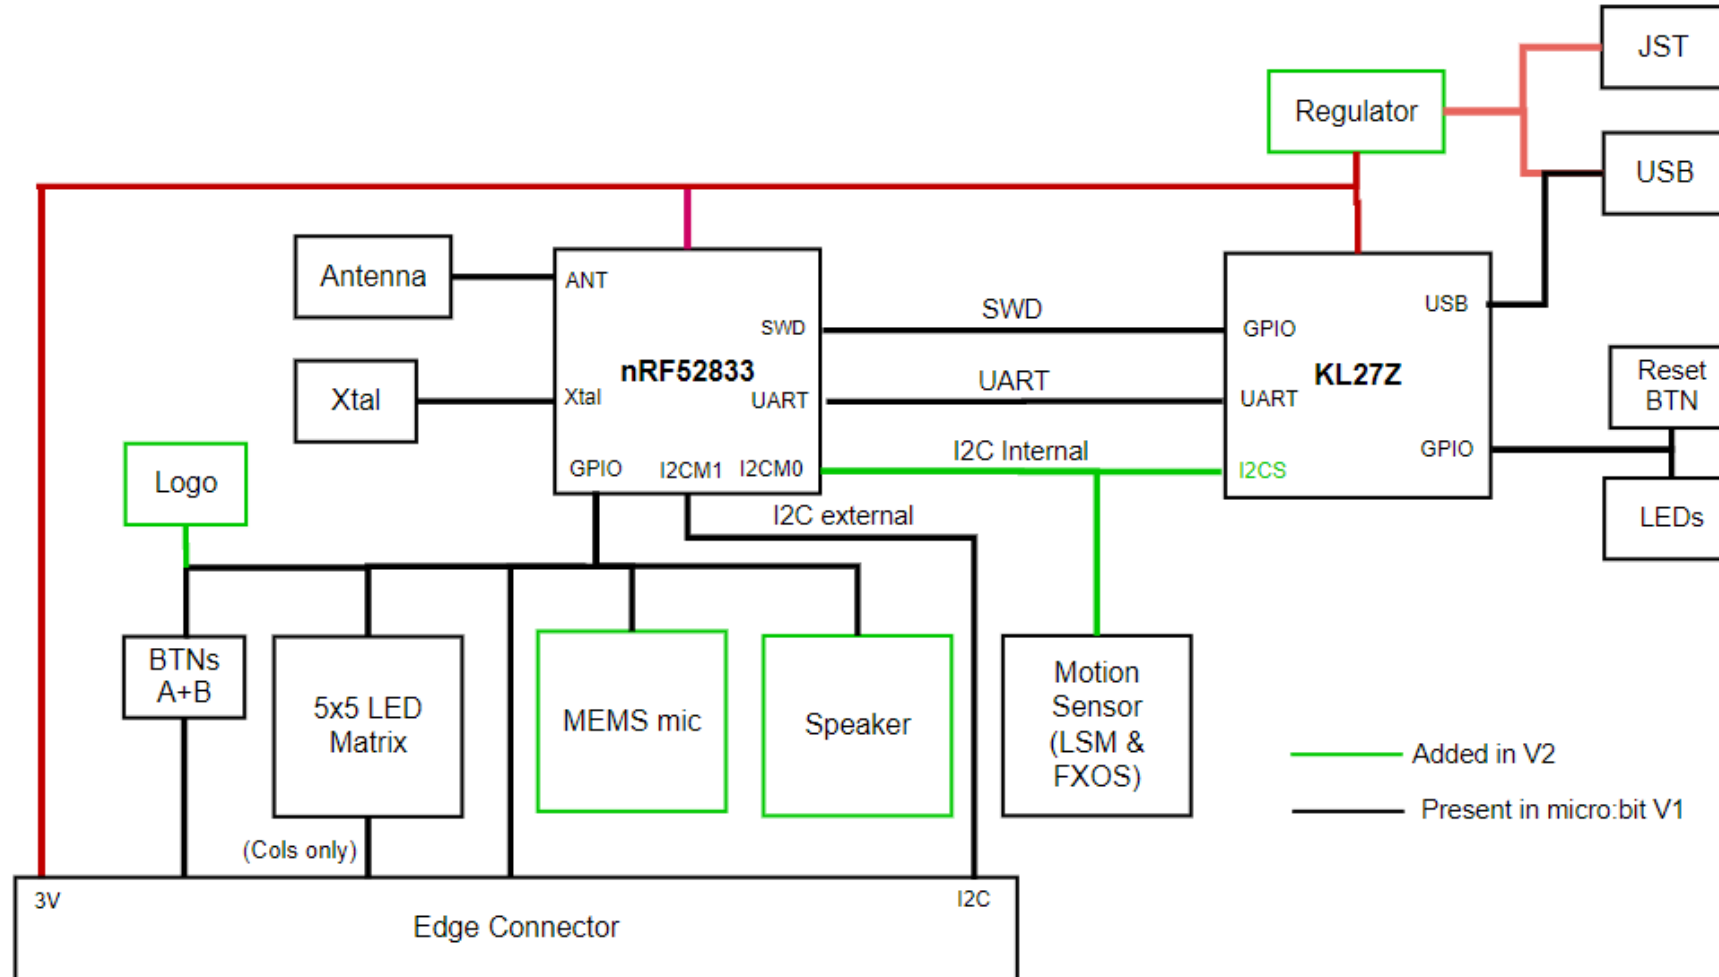 JST
Regulator
USB
Antenna
ANT
SWD
SWD
GPIO
USB
nRF52833
KL27Z
Xtal
Xtal
UART
UART
UART
Reset
BTN
GPIO
I2CM1
I2CM0
I2C Internal
I2CS
GPIO
Logo
I2C external
LEDs
BTNs
A+B
5x5 LED
Matrix
MEMS mic
Speaker
Motion
Sensor
(LSM &
FXOS)
Added in V2
Present in micro:bit V1
(Cols only)
3V
I2C
Edge Connector